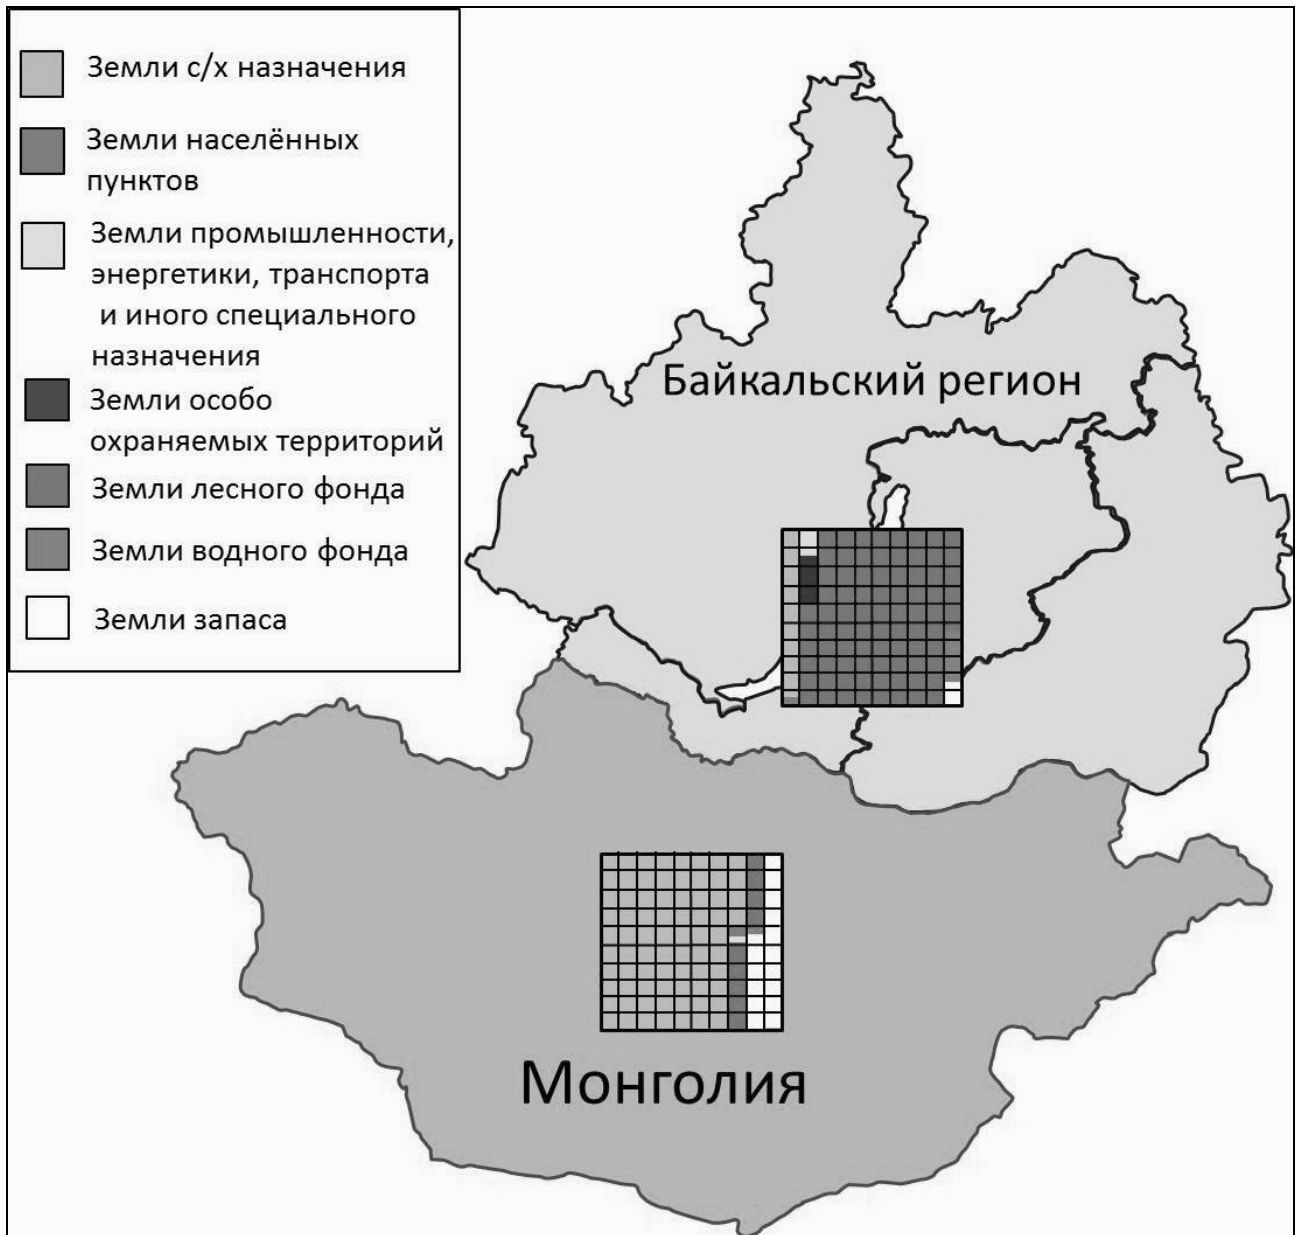 Земли с/х назначения
Земли населённых
пунктов
Земли промышленности,
энергетики, транспорта
и иного специального
назначения
Земли особо
охраняемых территорий
Земли лесного фонда
Земли водного фонда
Земли запаса
Байкальский регион
Монголия